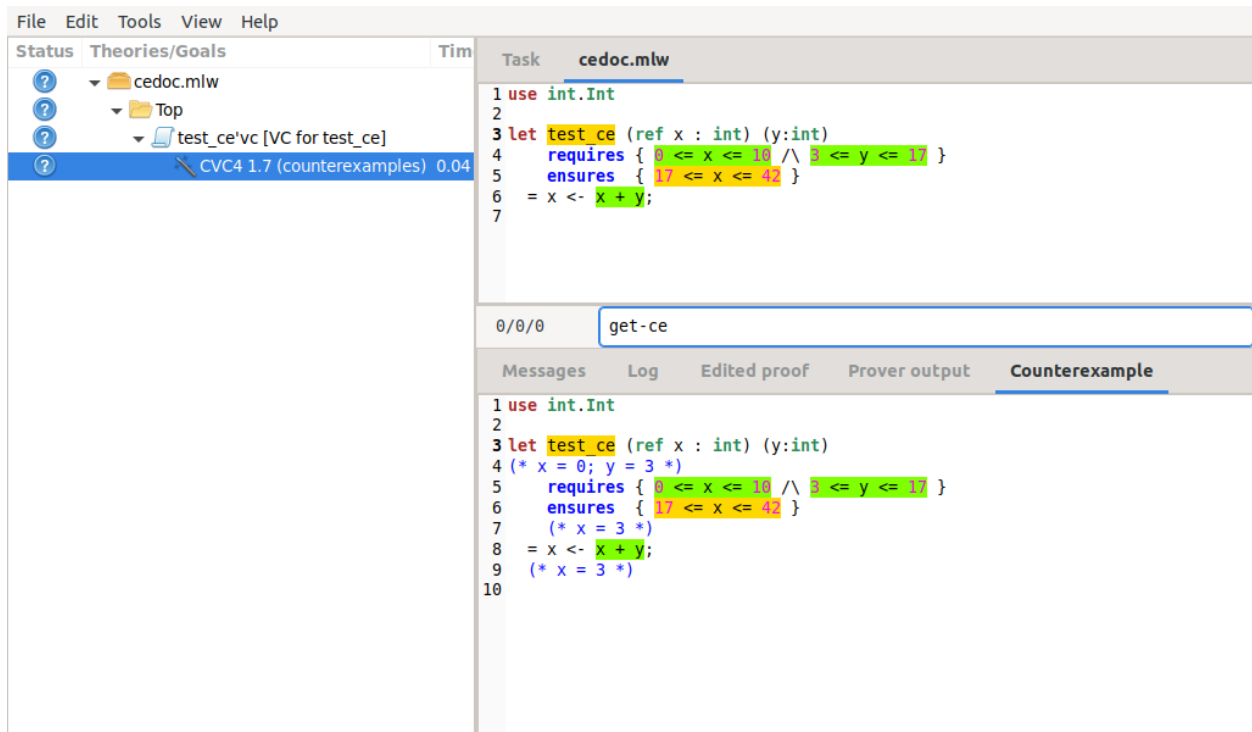 File Edit Tools View Help
Status Theories/Goals Tim
cedoc.mlw
Top
test_ce'vc [VC for test_ce]
CVC4 1.7 (counterexamples) 0.04
Task cedoc.mlw
1 use int.Int
2
3 let test_ce (ref x : int) (y:int)
4 requires { 0 <= x <= 10 /\ 3 <= y <= 17 }
5 ensures { 17 <= x <= 42 }
6 = x <- x + y;
7
0/0/0 get-ce
Messages Log Edited proof Prover output Counterexample
1 use int.Int
2
3 let test_ce (ref x : int) (y:int)
4 (* x = 0; y = 3 *)
5 requires { 0 <= x <= 10 /\ 3 <= y <= 17 }
6 ensures { 17 <= x <= 42 }
7 (* x = 3 *)
8 = x <- x + y;
9 (* x = 3 *)
10